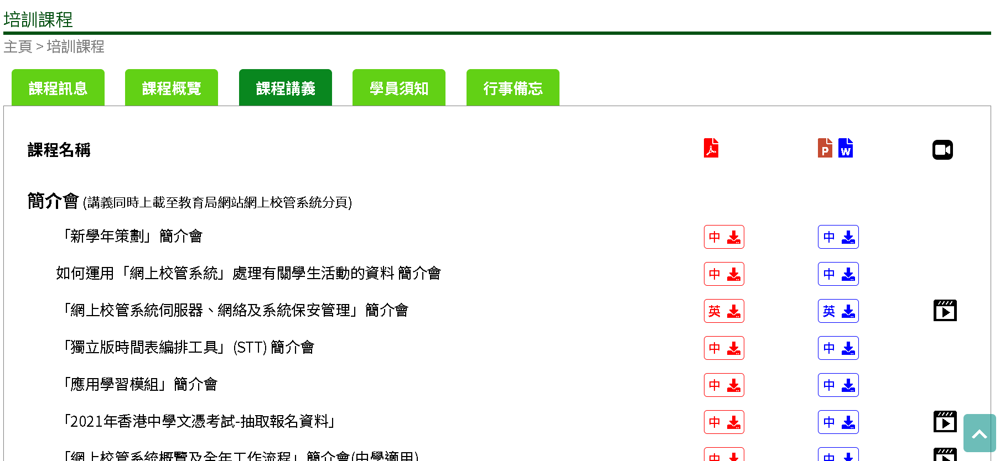 培訓課程
主頁 > 培訓課程
課程訊息 課程概覽 課程講義 學員須知 行事備忘
課程名稱 P W
簡介會 (講義同時上載至教育局網站網上校管系統分頁)
「新學年策劃」簡介會 中 中
如何運用「網上校管系統」處理有關學生活動的資料 簡介會 中 中
「網上校管系統伺服器、網絡及系統保安管理」簡介會 英 英
「獨立版時間表編排工具」(STT) 簡介會 中 中
「應用學習模組」簡介會 中 中
「2021年香港中學文憑考試-抽取報名資料」 中 中
「網上校管系統概覽及全年工作流程」簡介會(中學適用) 中 中